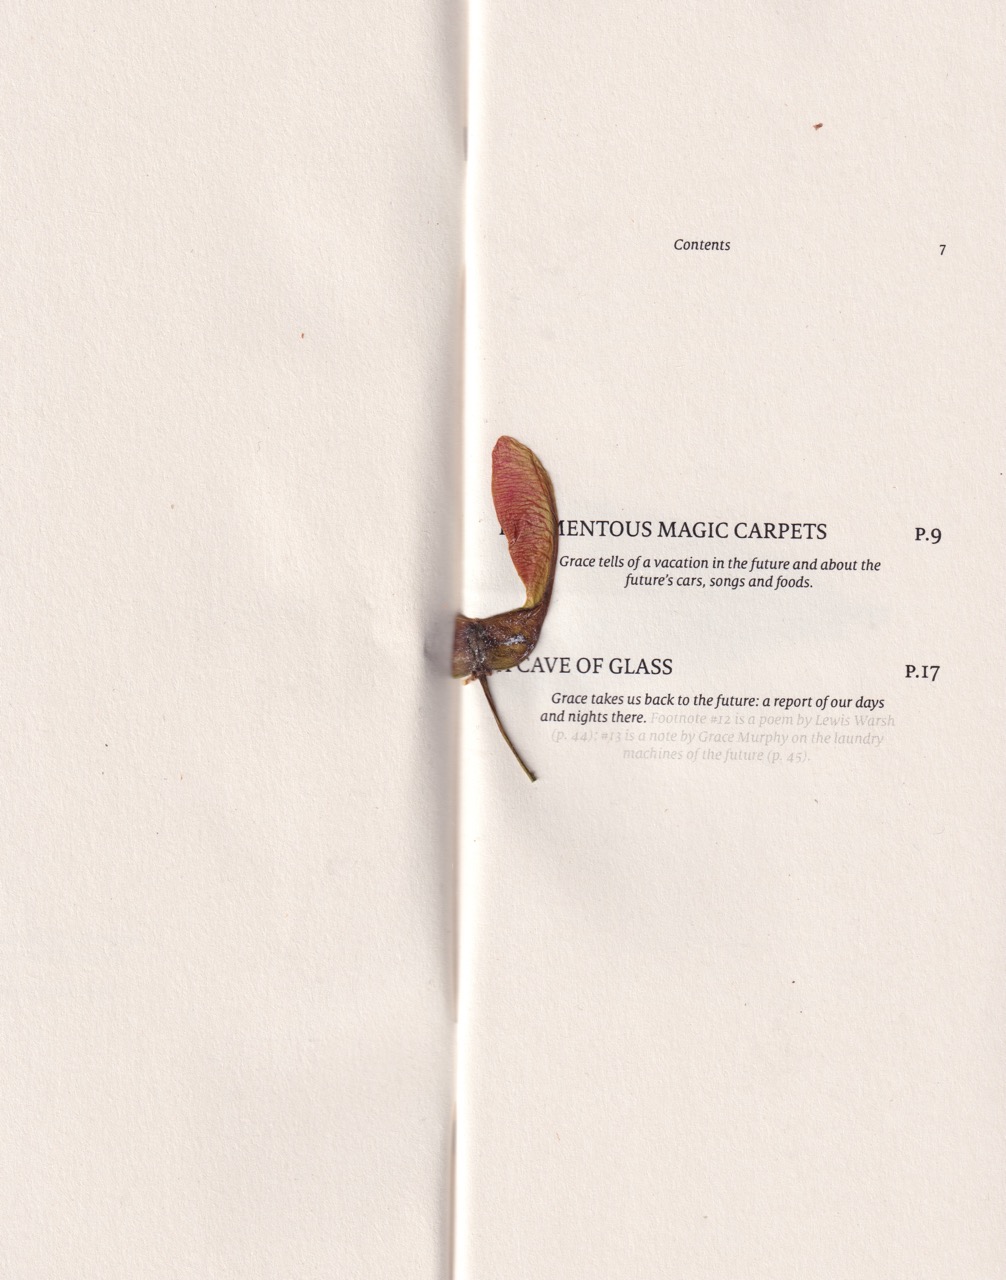 Contents 7
MAGIC CARPETS P.9
Grace tells of a vacation in the future and about the
future's cars, songs and foods.
CAVE OF GLASS P.17
Grace takes us back to the future: a report of our days
and nights there. Footnote #12 is a poem by Lewis Warsh
(p. 44); #13 is a note by Grace Murphy on the laundry
machines of the future (p. 45).